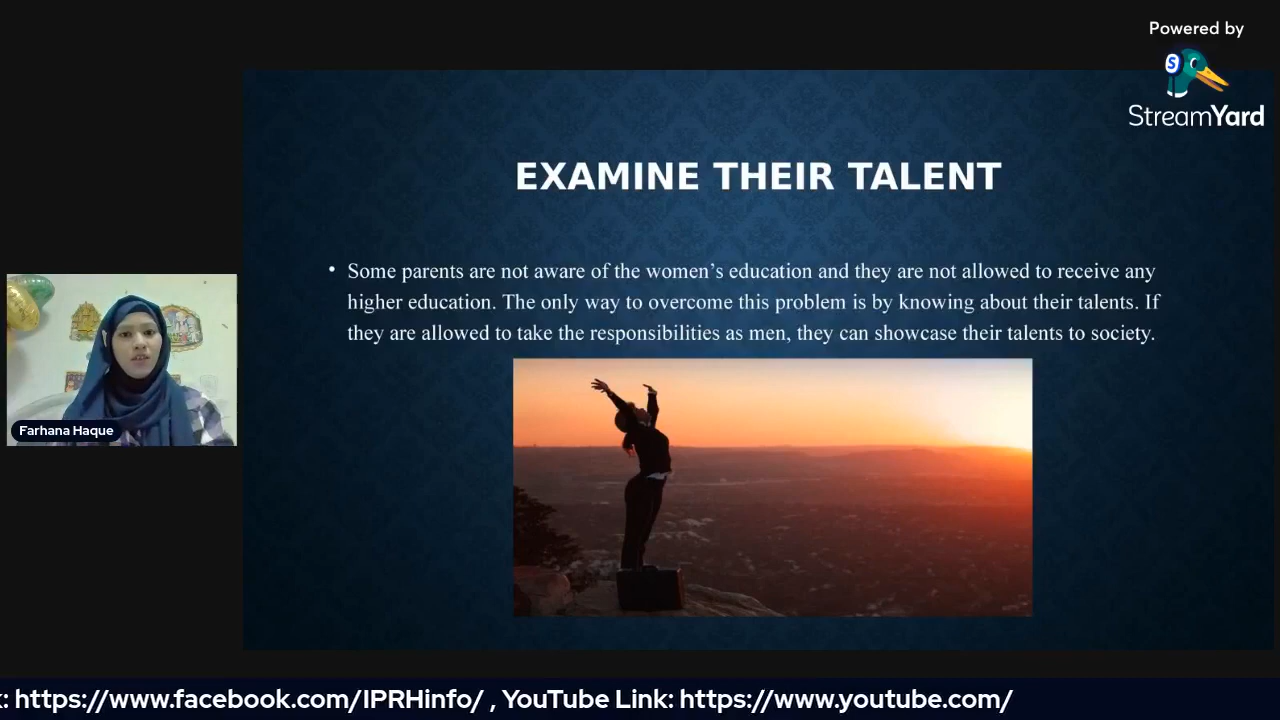 Powered by
StreamYard
EXAMINE THEIR TALENT
• Some parents are not aware of the women’s education and they are not allowed to receive any
higher education. The only way to overcome this problem is by knowing about their talents. If
they are allowed to take the responsibilities as men, they can showcase their talents to society.
Farhana Haque
: https://www.facebook.com/IPRHinfo/ , YouTube Link: https://www.youtube.com/